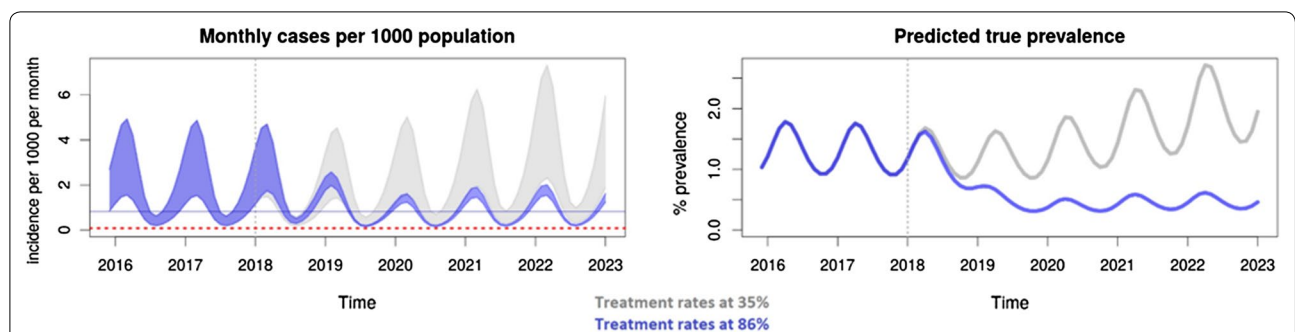 Monthly cases per 1000 population
incidence per 1000 per month
6
4
2
0
2016 2017 2018 2019 2020 2021 2022 2023
Time
Predicted true prevalence
% prevalence
2.0
1.0
0.0
2016 2017 2018 2019 2020 2021 2022 2023
Time
Treatment rates at 35%
Treatment rates at 86%